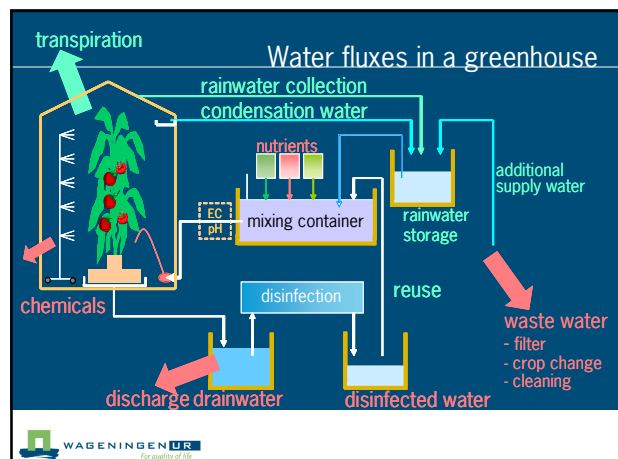 transpiration
Water fluxes in a greenhouse
rainwater collection
condensation water
nutrients
additional
supply water
EC
pH
mixing container
rainwater
storage
chemicals
disinfection
reuse
waste water
- filter
- crop change
- cleaning
discharge drainwater
disinfected water
WAGENINGEN UR
For quality of life